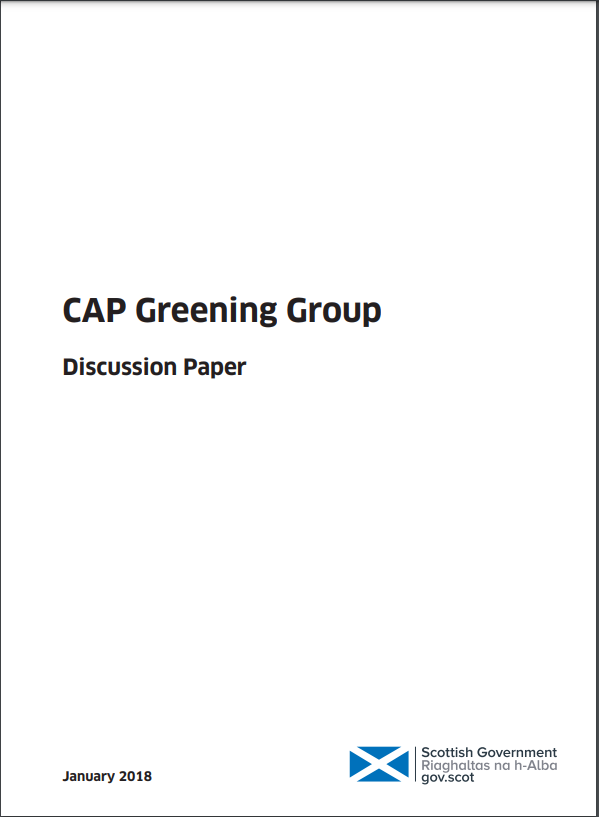 CAP Greening Group
Discussion Paper
January 2018
Scottish Government
Riaghaltas na h-Alba
gov.scot